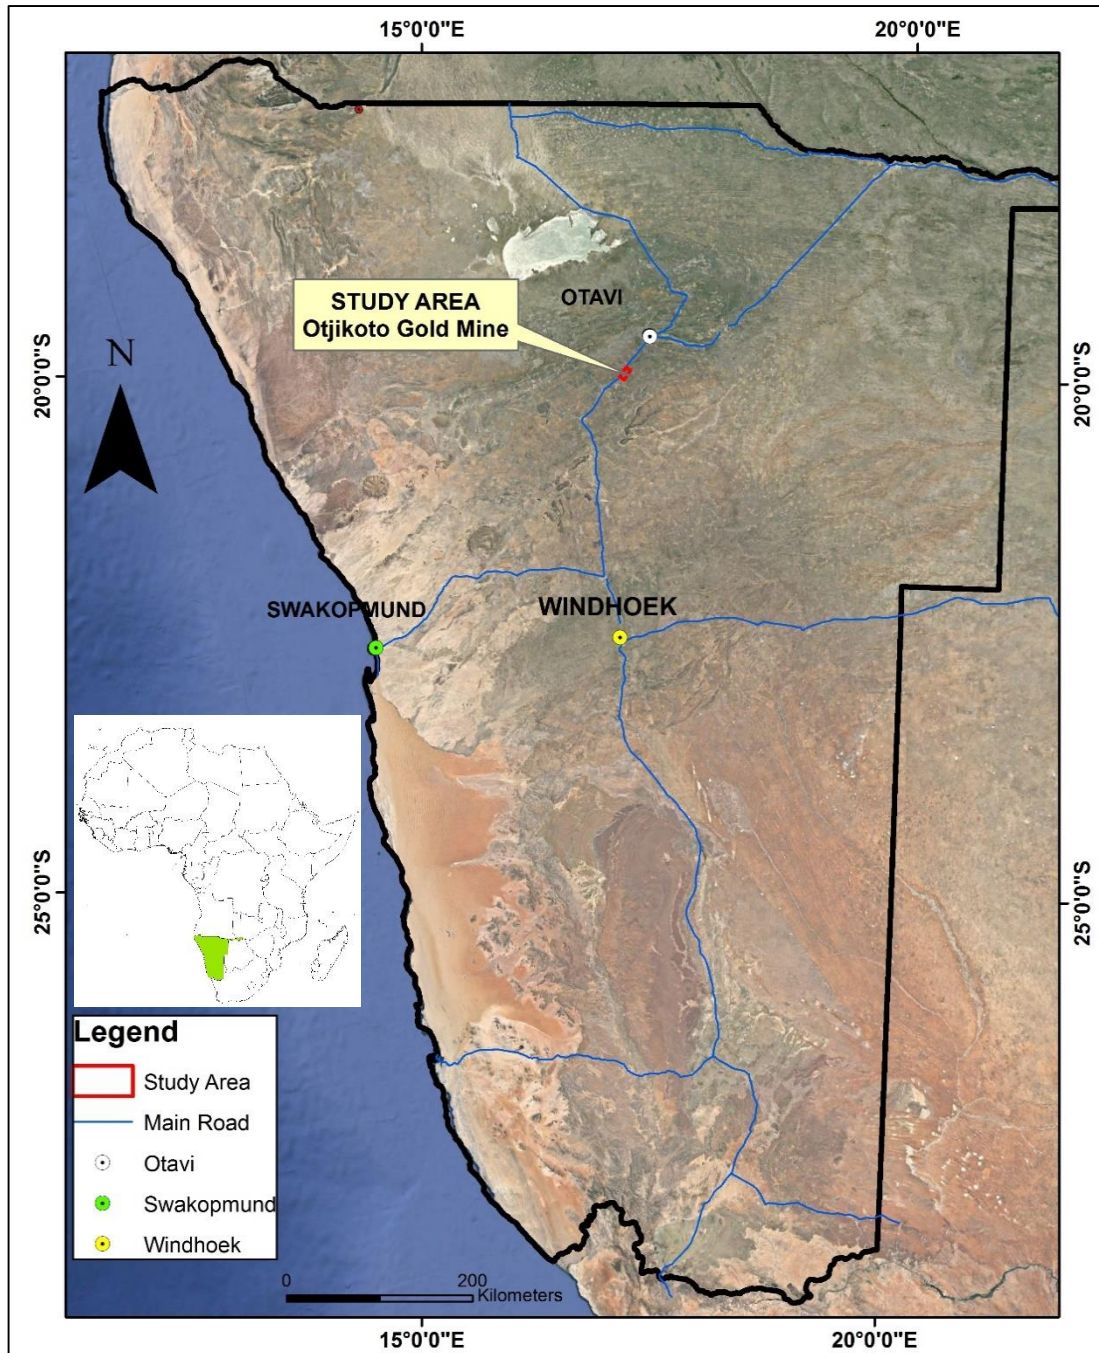 15°0'0"E
20°0'0"E
OTAVI
STUDY AREA
Otjikoto Gold Mine
N
20°0'0"S
20°0'0"S
SWAKOPMUND
WINDHOEK
25°0'0"S
25°0'0"S
Legend
Study Area
Main Road
Otavi
Swakopmund
Windhoek
0 200
Kilometers
15°0'0"E
20°0'0"E